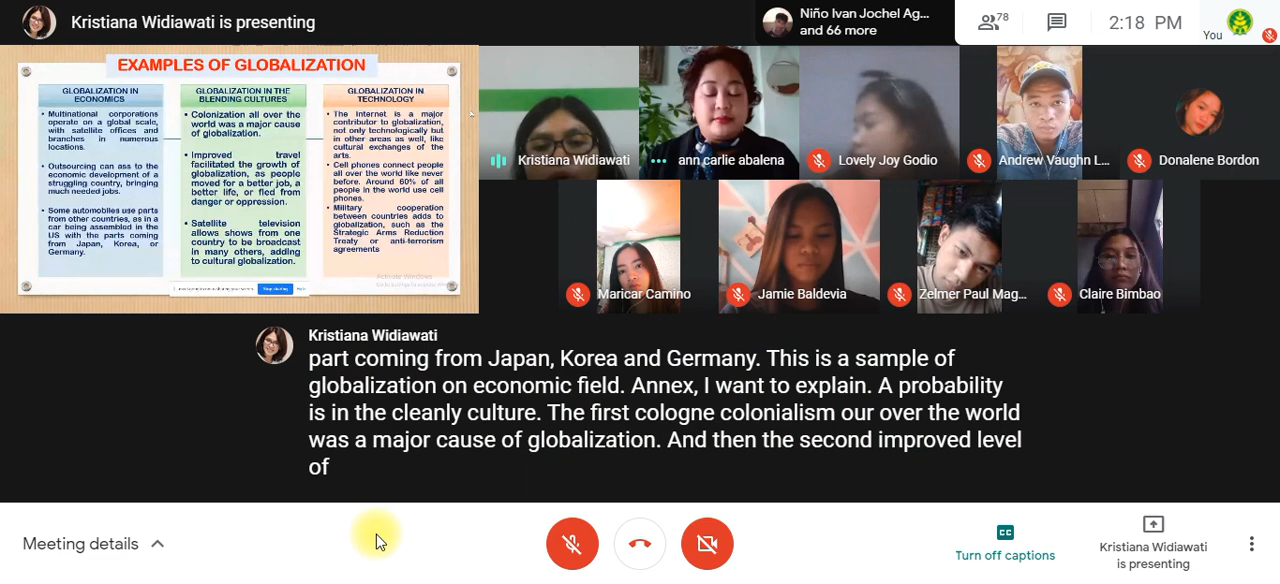 Kristiana Widiawati is presenting
Niño Ivan Jochel Ag...
and 66 more
78
2:18 PM
You
EXAMPLES OF GLOBALIZATION
GLOBALIZATION IN
ECONOMICS
• Multinational corporations
operate on a global scale,
with satellite offices and
branches in numerous
locations.
• Outsourcing can ass to the
economic development of a
struggling country, bringing
much needed jobs.
• Some automobiles use parts
from other countries, as in a
car being assembled in the
US with the parts coming
from Japan, Korea, or
Germany.
GLOBALIZATION IN THE
BLENDING CULTURES
• Colonization all over the
world was a major cause
of globalization.
• Improved travel
facilitated the growth of
globalization, as people
moved for a better job, a
better life, or fled from
danger or oppression.
• Satellite television
allows shows from one
country to be broadcast
in many others, adding
to cultural globalization.
GLOBALIZATION IN
TECHNOLOGY
• The Internet is a major
contributor to globalization,
not only technologically but
in other areas as well, like
cultural exchanges of the
arts.
• Cell phones connect people
all over the world like never
before. Around 60% of all
people in the world use cell
phones.
• Military cooperation
between countries adds to
globalization, such as the
Strategic Arms Reduction
Treaty or anti-terrorism
agreements
Activate Windows
Stop sharing
Hide
Kristiana Widiawati
ann carlie abalena
Lovely Joy Godio
Andrew Vaughn L...
Donalene Bordon
Maricar Camino
Jamie Baldevia
Zelmer Paul Mag...
Claire Bimbao
Kristiana Widiawati
part coming from Japan, Korea and Germany. This is a sample of
globalization on economic field. Annex, I want to explain. A probability
is in the cleanly culture. The first cologne colonialism our over the world
was a major cause of globalization. And then the second improved level
of
Meeting details
Turn off captions
Kristiana Widiawati
is presenting